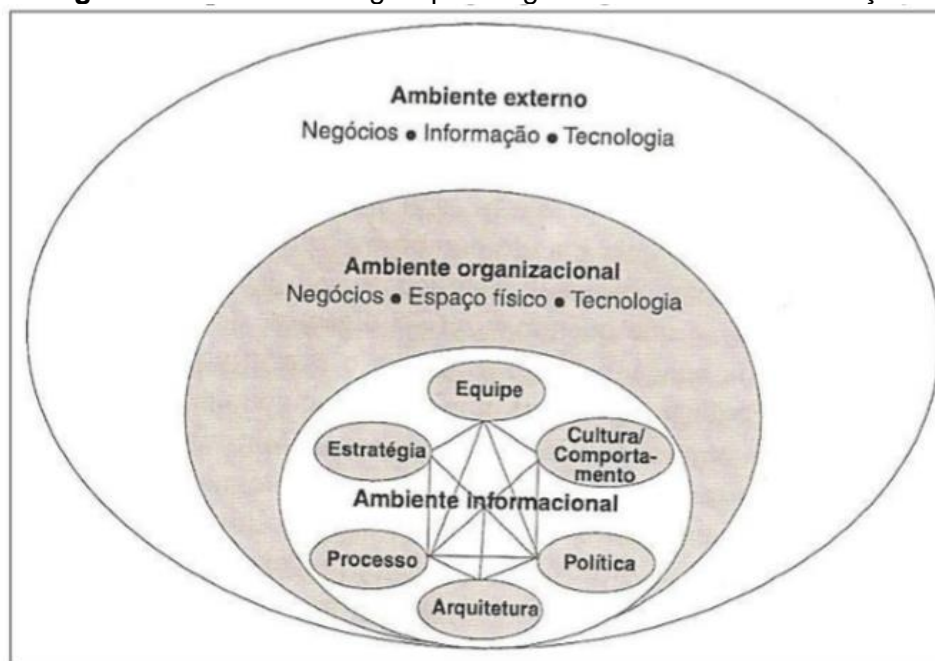 Ambiente externo
Negócios • Informação • Tecnologia
Ambiente organizacional
Negócios • Espaço físico • Tecnologia
Equipe
Estratégia
Cultura/
Comporta-
mento
Ambiente informacional
Processo
Política
Arquitetura